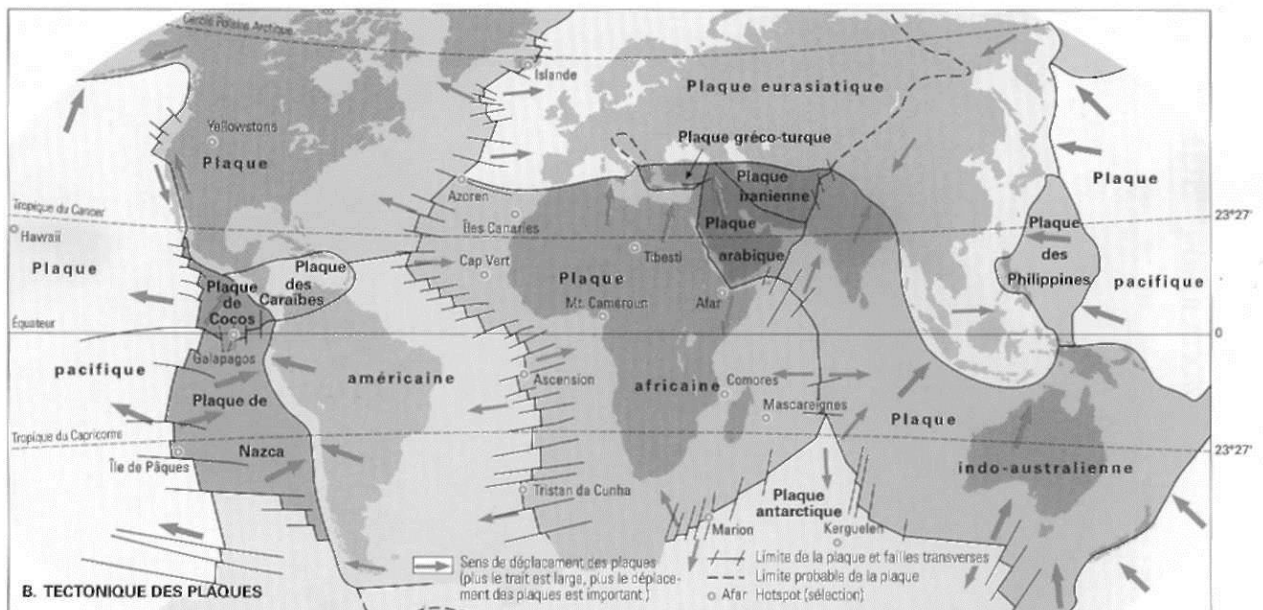 Cercle Polaire Arctique
Islande
Plaque eurasiatique
Yellowstons
Plaque
Plaque gréco-turque
Plaque
iranienne
Plaque
Azoren
Tropique du Cancer
Îles Canaries
23°27'
Hawaii
Plaque
Plaque
arabique
Plaque
des
Philippines
Tibesti
Cap Vert
Plaque
Plaque
des
Caraïbes
Plaque
de
Cocos
pacifique
Mt. Cameroun
Afar
Équateur
0
Galapagos
pacifique
américaine
Ascension
africaine
Comores
Mascareignes
Plaque de
Nazca
Plaque
indo-australienne
Tropique du Capricorne
23°27'
Île de Pâques
Tristan da Cunha
Plaque
antarctique
Marion
Kerguelen
Sens de déplacement des plaques
(plus le trait est large, plus le déplace-
ment des plaques est important)
Limite de la plaque et failles transverses
Limite probable de la plaque
Afar Hotspot (sélection)
B. TECTONIQUE DES PLAQUES